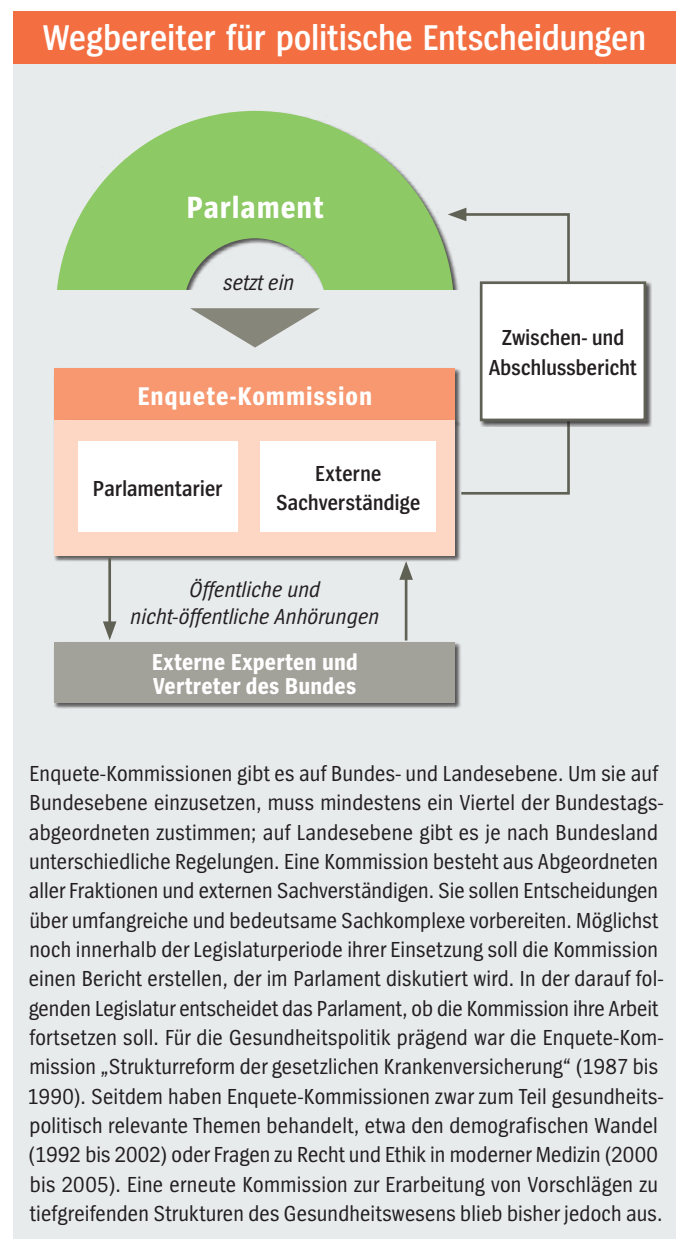 Wegbereiter für politische Entscheidungen
Parlament
setzt ein
Zwischen- und
Abschlussbericht
Enquete-Kommission
Parlamentarier
Externe
Sachverständige
Öffentliche und
nicht-öffentliche Anhörungen
Externe Experten und
Vertreter des Bundes
Enquete-Kommissionen gibt es auf Bundes- und Landesebene. Um sie auf
Bundesebene einzusetzen, muss mindestens ein Viertel der Bundestags-
abgeordneten zustimmen; auf Landesebene gibt es je nach Bundesland
unterschiedliche Regelungen. Eine Kommission besteht aus Abgeordneten
aller Fraktionen und externen Sachverständigen. Sie sollen Entscheidungen
über umfangreiche und bedeutsame Sachkomplexe vorbereiten. Möglichst
noch innerhalb der Legislaturperiode ihrer Einsetzung soll die Kommission
einen Bericht erstellen, der im Parlament diskutiert wird. In der darauf fol-
genden Legislatur entscheidet das Parlament, ob die Kommission ihre Arbeit
fortsetzen soll. Für die Gesundheitspolitik prägend war die Enquete-Kom-
mission „Strukturreform der gesetzlichen Krankenversicherung“ (1987 bis
1990). Seitdem haben Enquete-Kommissionen zwar zum Teil gesundheits-
politisch relevante Themen behandelt, etwa den demografischen Wandel
(1992 bis 2002) oder Fragen zu Recht und Ethik in moderner Medizin (2000
bis 2005). Eine erneute Kommission zur Erarbeitung von Vorschlägen zu
tiefgreifenden Strukturen des Gesundheitswesens blieb bisher jedoch aus.